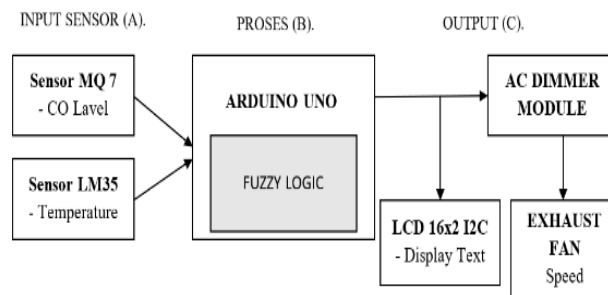 INPUT SENSOR (A).
PROSES (B).
OUTPUT (C).
Sensor MQ 7
- CO Lavel
Sensor LM35
- Temperature
ARDUINO UNO
FUZZY LOGIC
AC DIMMER
MODULE
LCD 16x2 I2C
- Display Text
EXHAUST
FAN
Speed